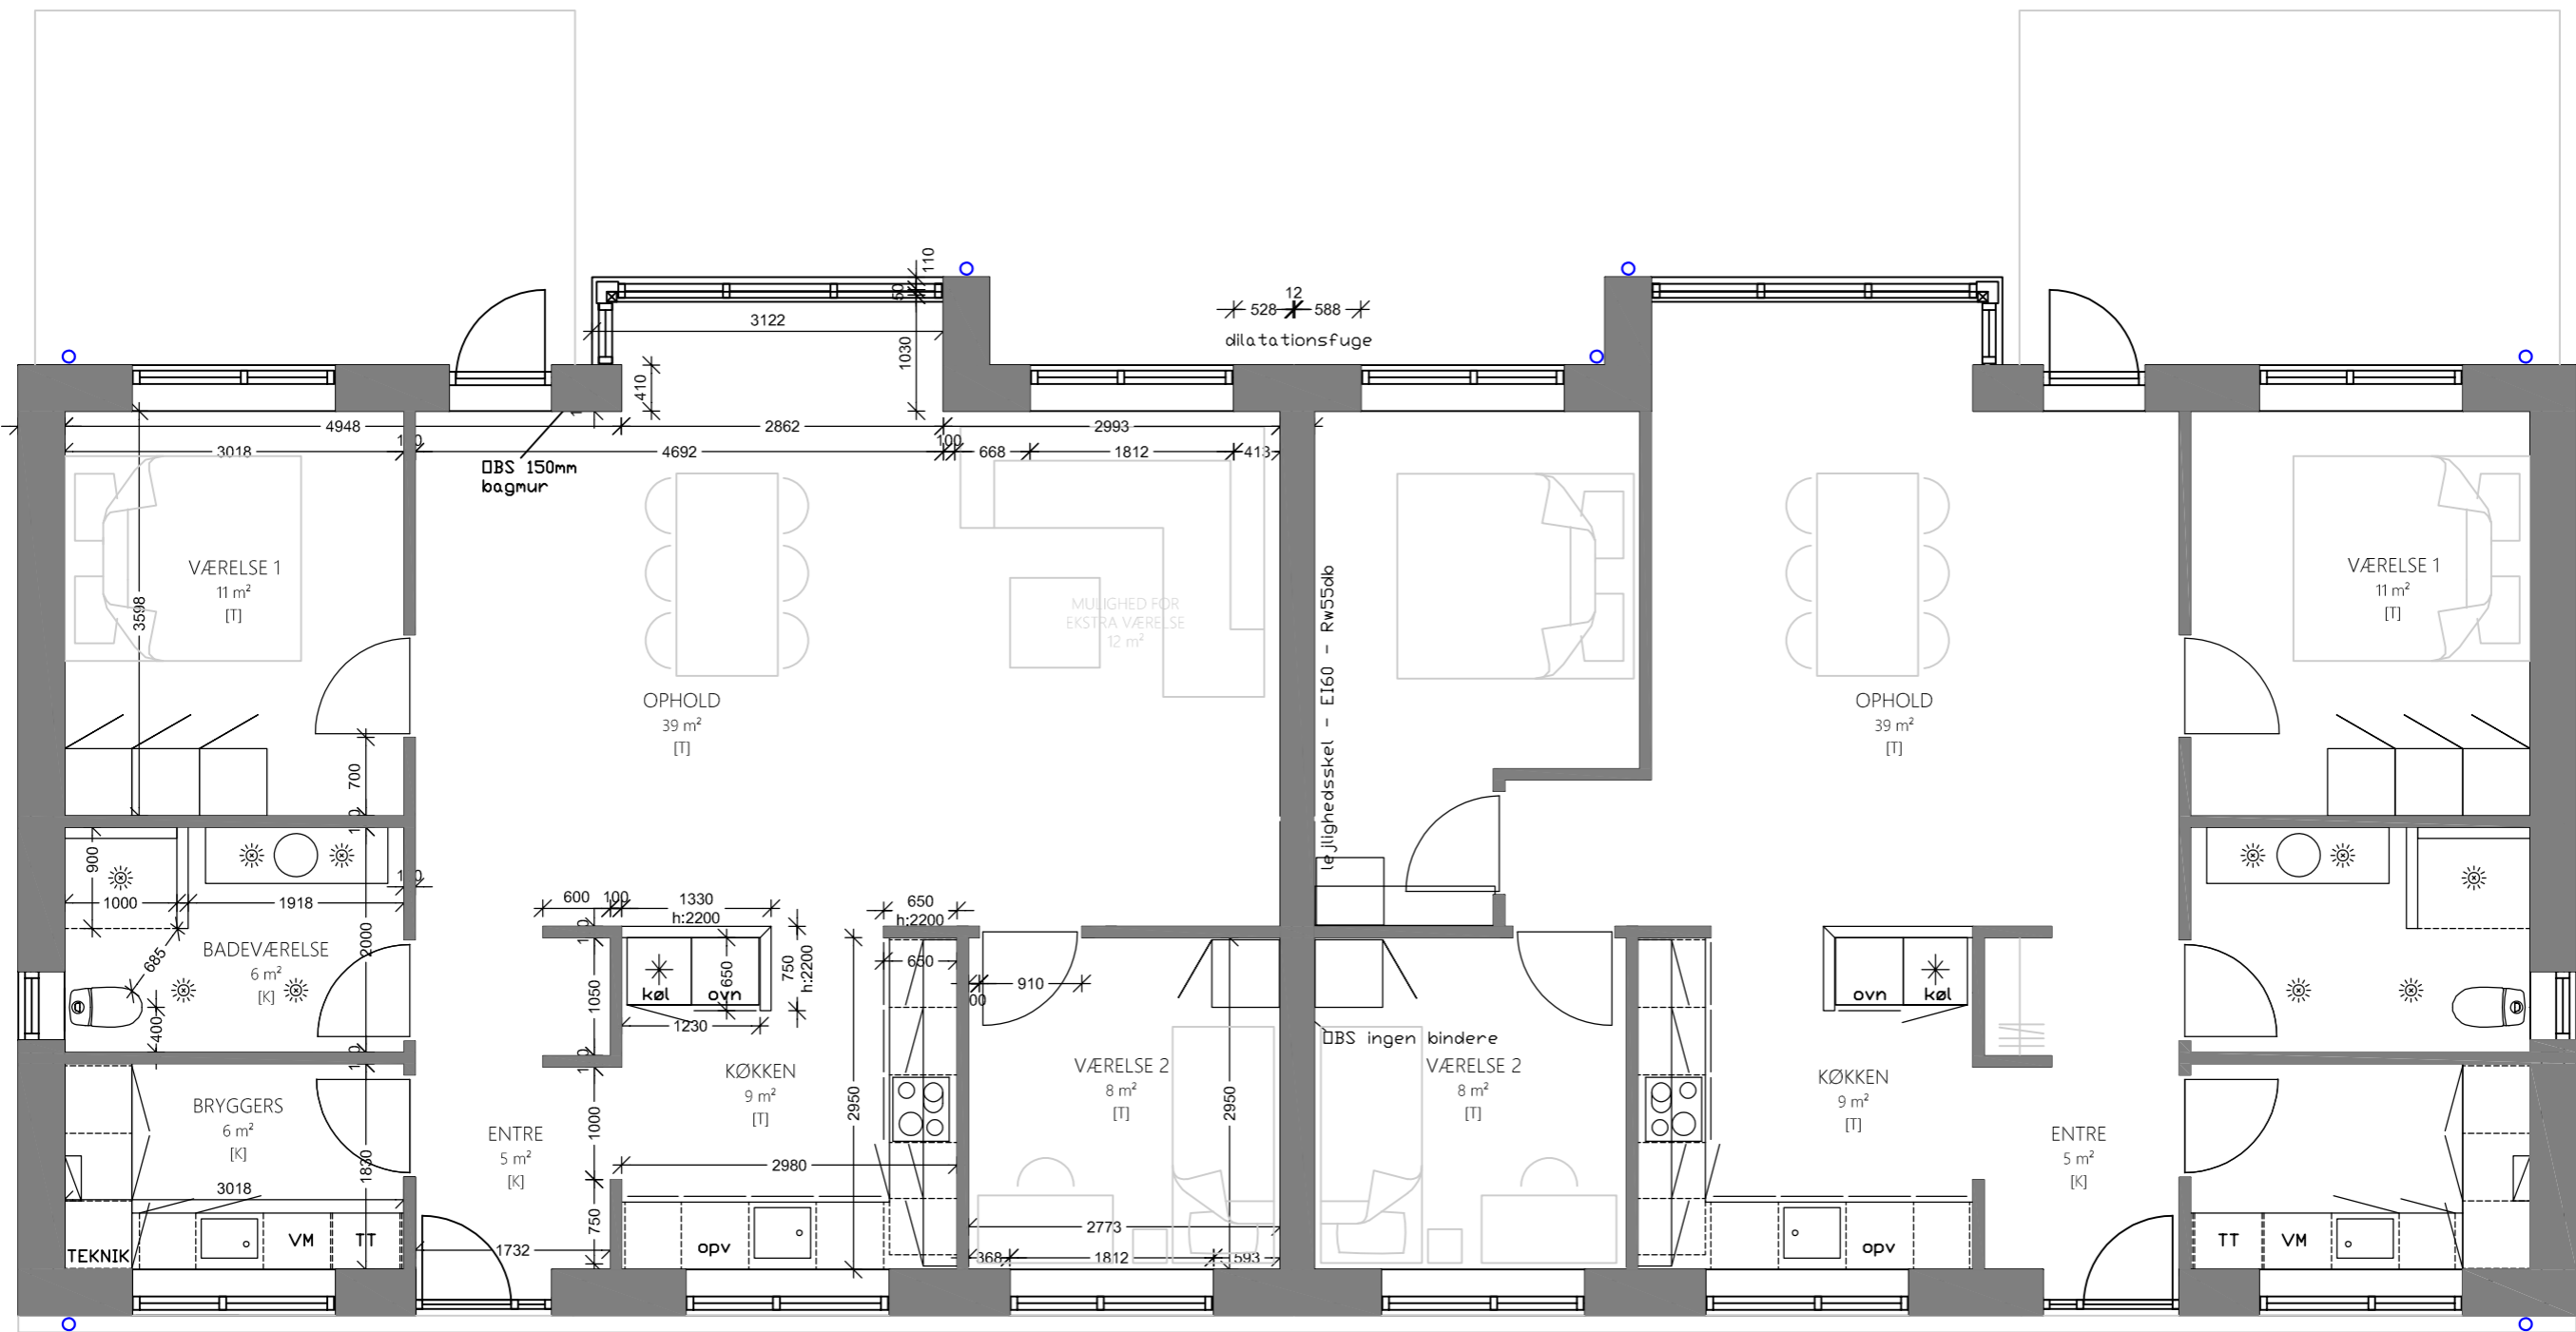 110
50
3122
1030
410
12
528
588
dilatationsfuge
4948
2862
2993
100
100
3018
4692
668
1812
413
OBS 150mm
bagmur
VÆRELSE 1
11 m²
[T]
3598
MULIGHED FOR
EKSTRA VÆRELSE
12 m²
lejlighedsskel - EI60 - Rw55db
VÆRELSE 1
11 m²
[T]
OPHOLD
39 m²
[T]
OPHOLD
39 m²
[T]
700
900
1000
1918
2000
685
400
BADEVÆRELSE
6 m²
[K]
600
100
1330
h:2200
650
h:2200
køl
ovn
650
750
h:2200
1230
650
910
1050
ovn
køl
OBS ingen bindere
KØKKEN
9 m²
[T]
VÆRELSE 2
8 m²
[T]
VÆRELSE 2
8 m²
[T]
KØKKEN
9 m²
[T]
BRYGGERS
6 m²
[K]
ENTRE
5 m²
[K]
ENTRE
5 m²
[K]
1000
2950
2950
1830
3018
2980
750
2773
368
1812
593
1732
TEKNIK
VM
TT
opv
opv
TT
VM